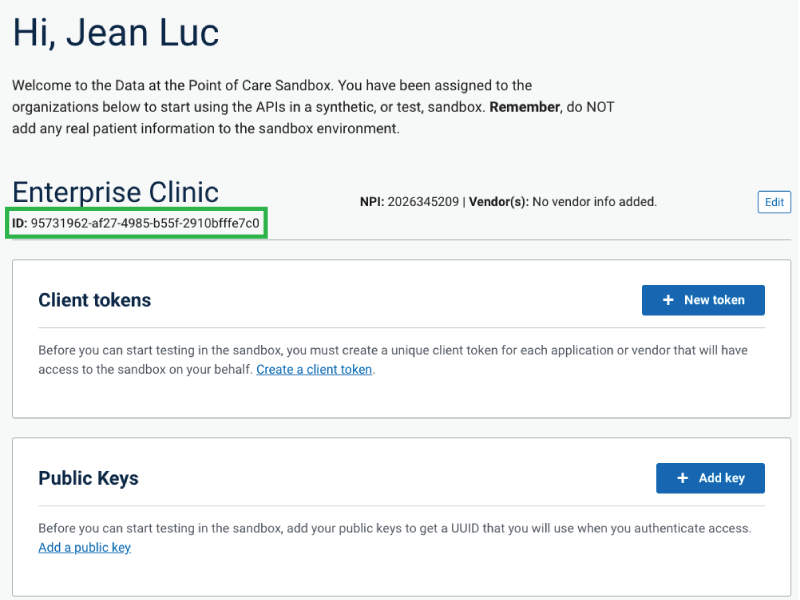 Hi, Jean Luc
Welcome to the Data at the Point of Care Sandbox. You have been assigned to the
organizations below to start using the APIs in a synthetic, or test, sandbox. Remember, do NOT
add any real patient information to the sandbox environment.
Enterprise Clinic
NPI: 2026345209 | Vendor(s): No vendor info added.
Edit
ID: 95731962-af27-4985-b55f-2910bfffe7c0
Client tokens
+ New token
Before you can start testing in the sandbox, you must create a unique client token for each application or vendor that will have
access to the sandbox on your behalf. Create a client token.
Public Keys
+ Add key
Before you can start testing in the sandbox, add your public keys to get a UUID that you will use when you authenticate access.
Add a public key